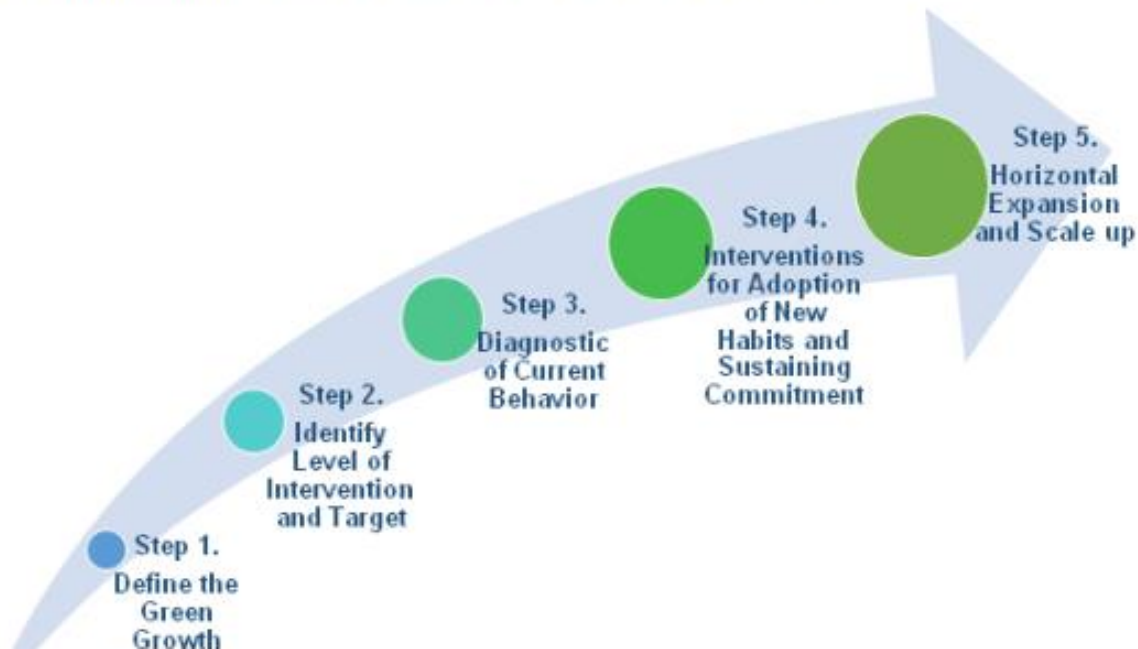 Step 1.
Define the
Green
Growth
Step 2.
Identify
Level of
Intervention
and Target
Step 3.
Diagnostic
of Current
Behavior
Step 4.
Interventions
for Adoption
of New
Habits and
Sustaining
Commitment
Step 5.
Horizontal
Expansion
and Scale up